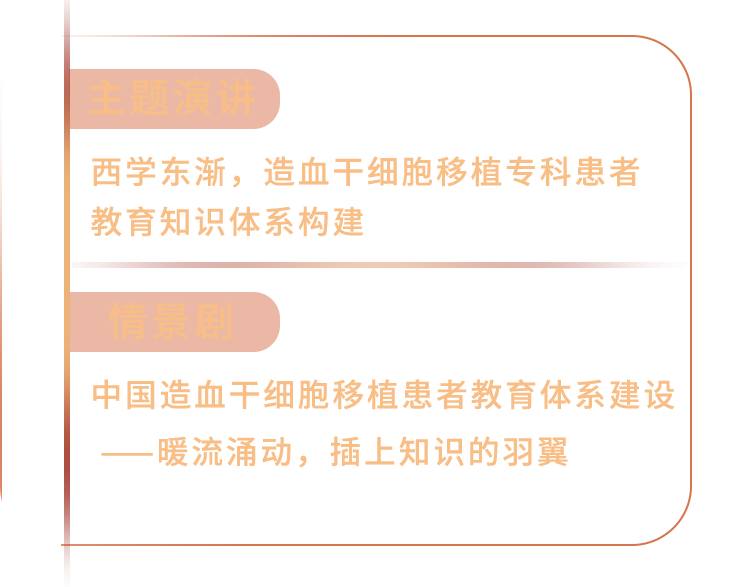 主题演讲
西学东渐，造血干细胞移植专科患者
教育知识体系构建
情景剧
中国造血干细胞移植患者教育体系建设
——暖流涌动，插上知识的羽翼